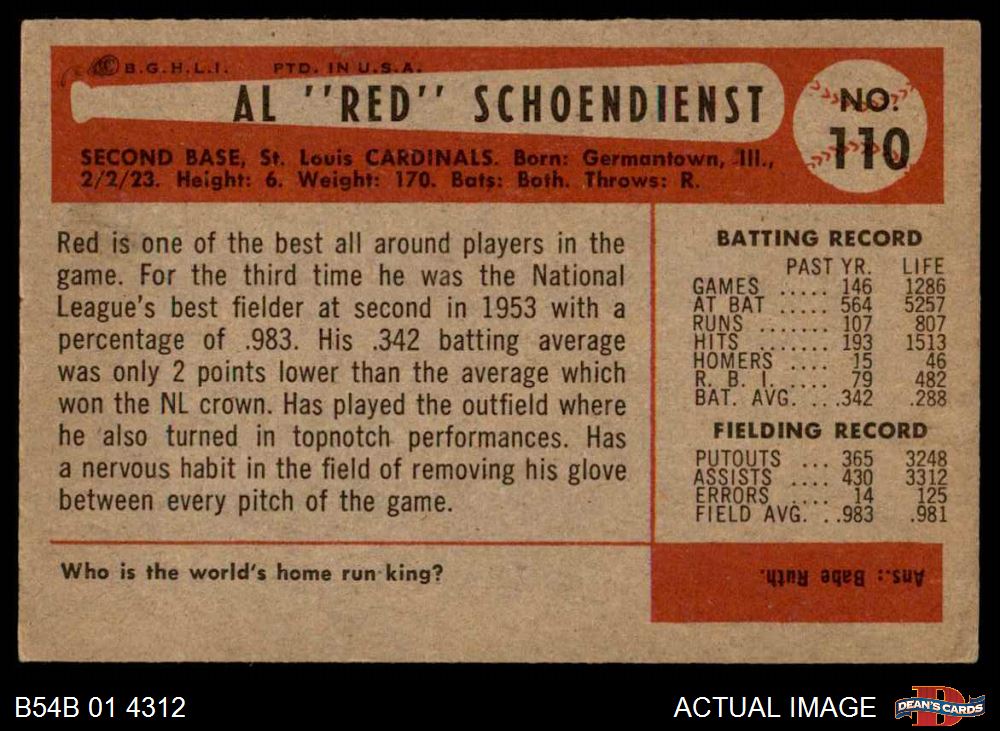 © B.G.H.L.I. PTD. IN U.S.A.
AL "RED" SCHOENDIENST
NO.
110
SECOND BASE, St. Louis CARDINALS. Born: Germantown, Ill.,
2/2/23. Height: 6. Weight: 170. Bats: Both. Throws: R.
Red is one of the best all around players in the
game. For the third time he was the National
League's best fielder at second in 1953 with a
percentage of .983. His .342 batting average
was only 2 points lower than the average which
won the NL crown. Has played the outfield where
he also turned in topnotch performances. Has
a nervous habit in the field of removing his glove
between every pitch of the game.
BATTING RECORD
PAST YR. LIFE
GAMES ..... 146 1286
AT BAT ..... 564 5257
RUNS ....... 107 807
HITS ....... 193 1513
HOMERS .... 15 46
R. B. I. .... 79 482
BAT. AVG. ...342 .288
FIELDING RECORD
PUTOUTS ... 365 3248
ASSISTS .... 430 3312
ERRORS .... 14 125
FIELD AVG. ...983 .981
Who is the world's home run king?
Ans.: Babe Ruth.
B54B 01 4312
ACTUAL IMAGE
DEAN'S CARDS